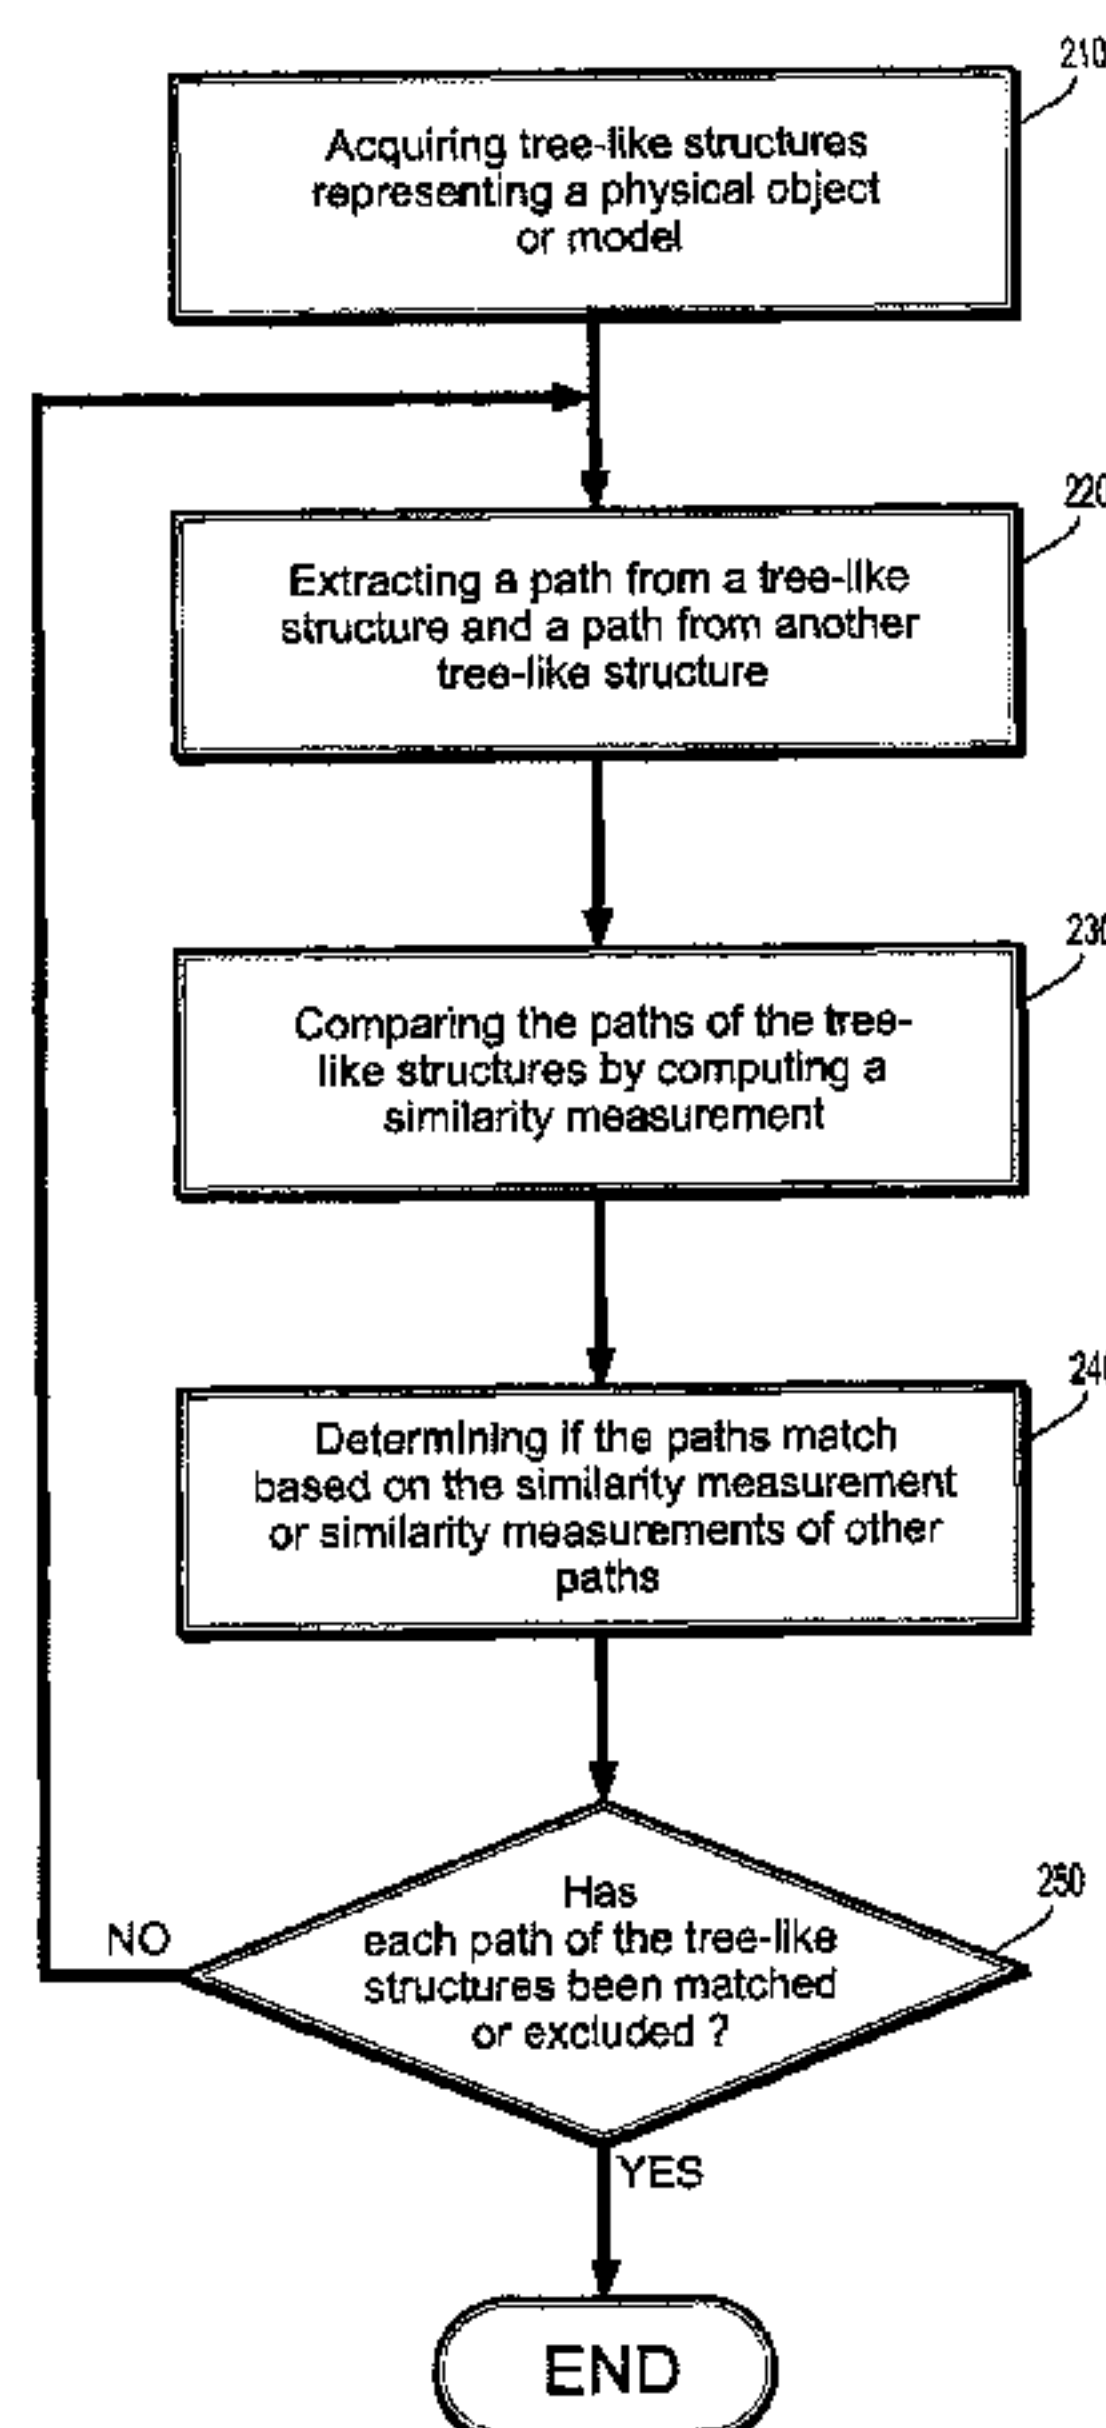 210
Acquiring tree-like structures
representing a physical object
or model
220
Extracting a path from a tree-like
structure and a path from another
tree-like structure
230
Comparing the paths of the tree-
like structures by computing a
similarity measurement
240
Determining if the paths match
based on the similarity measurement
or similarity measurements of other
paths
250
Has
each path of the tree-like
structures been matched
or excluded ?
NO
YES
END